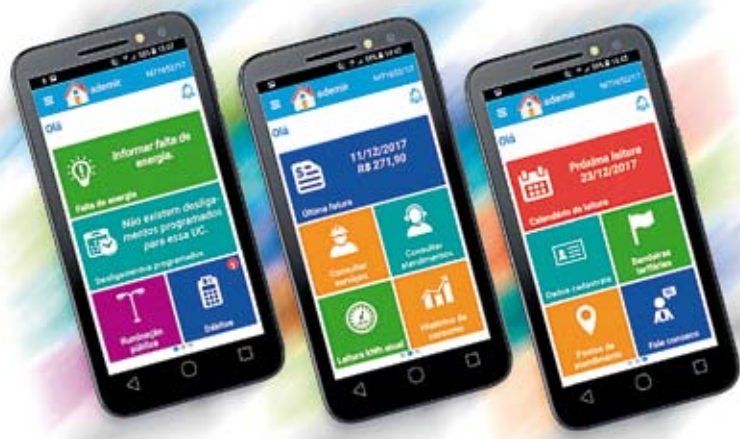 ademir
Olá
Informar falta de
energia.
Falta de energia
Não existem desliga-
mentos programados
para essa UC.
Desligamentos programados
Iluminação
pública
Débitos
ademir
Olá
11/12/2017
R$ 271,90
Última fatura
Consultar
serviços
Consultar
atendimentos
Leitura kWh atual
Histórico de
consumo
ademir
Olá
Próxima leitura
23/12/2017
Calendário de leitura
Dados cadastrais
Bandeiras
tarifárias
Postos de
atendimento
Fale conosco